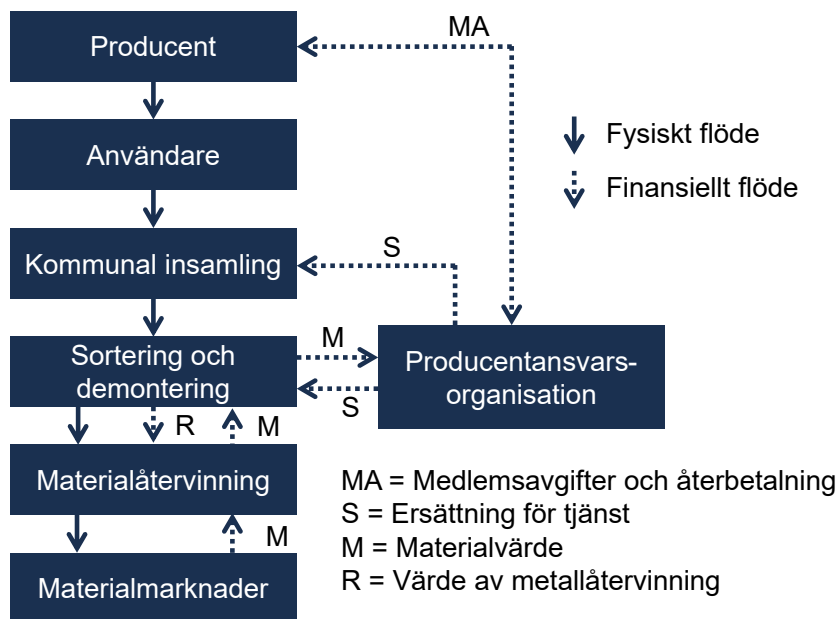 Producent
MA
Användare
Fysiskt flöde
Finansiellt flöde
Kommunal insamling
S
Sortering och
demontering
M
S
Producentansvars-
organisation
R
M
Materialåtervinning
M
Materialmarknader
MA = Medlemsavgifter och återbetalning
S = Ersättning för tjänst
M = Materialvärde
R = Värde av metallåtervinning